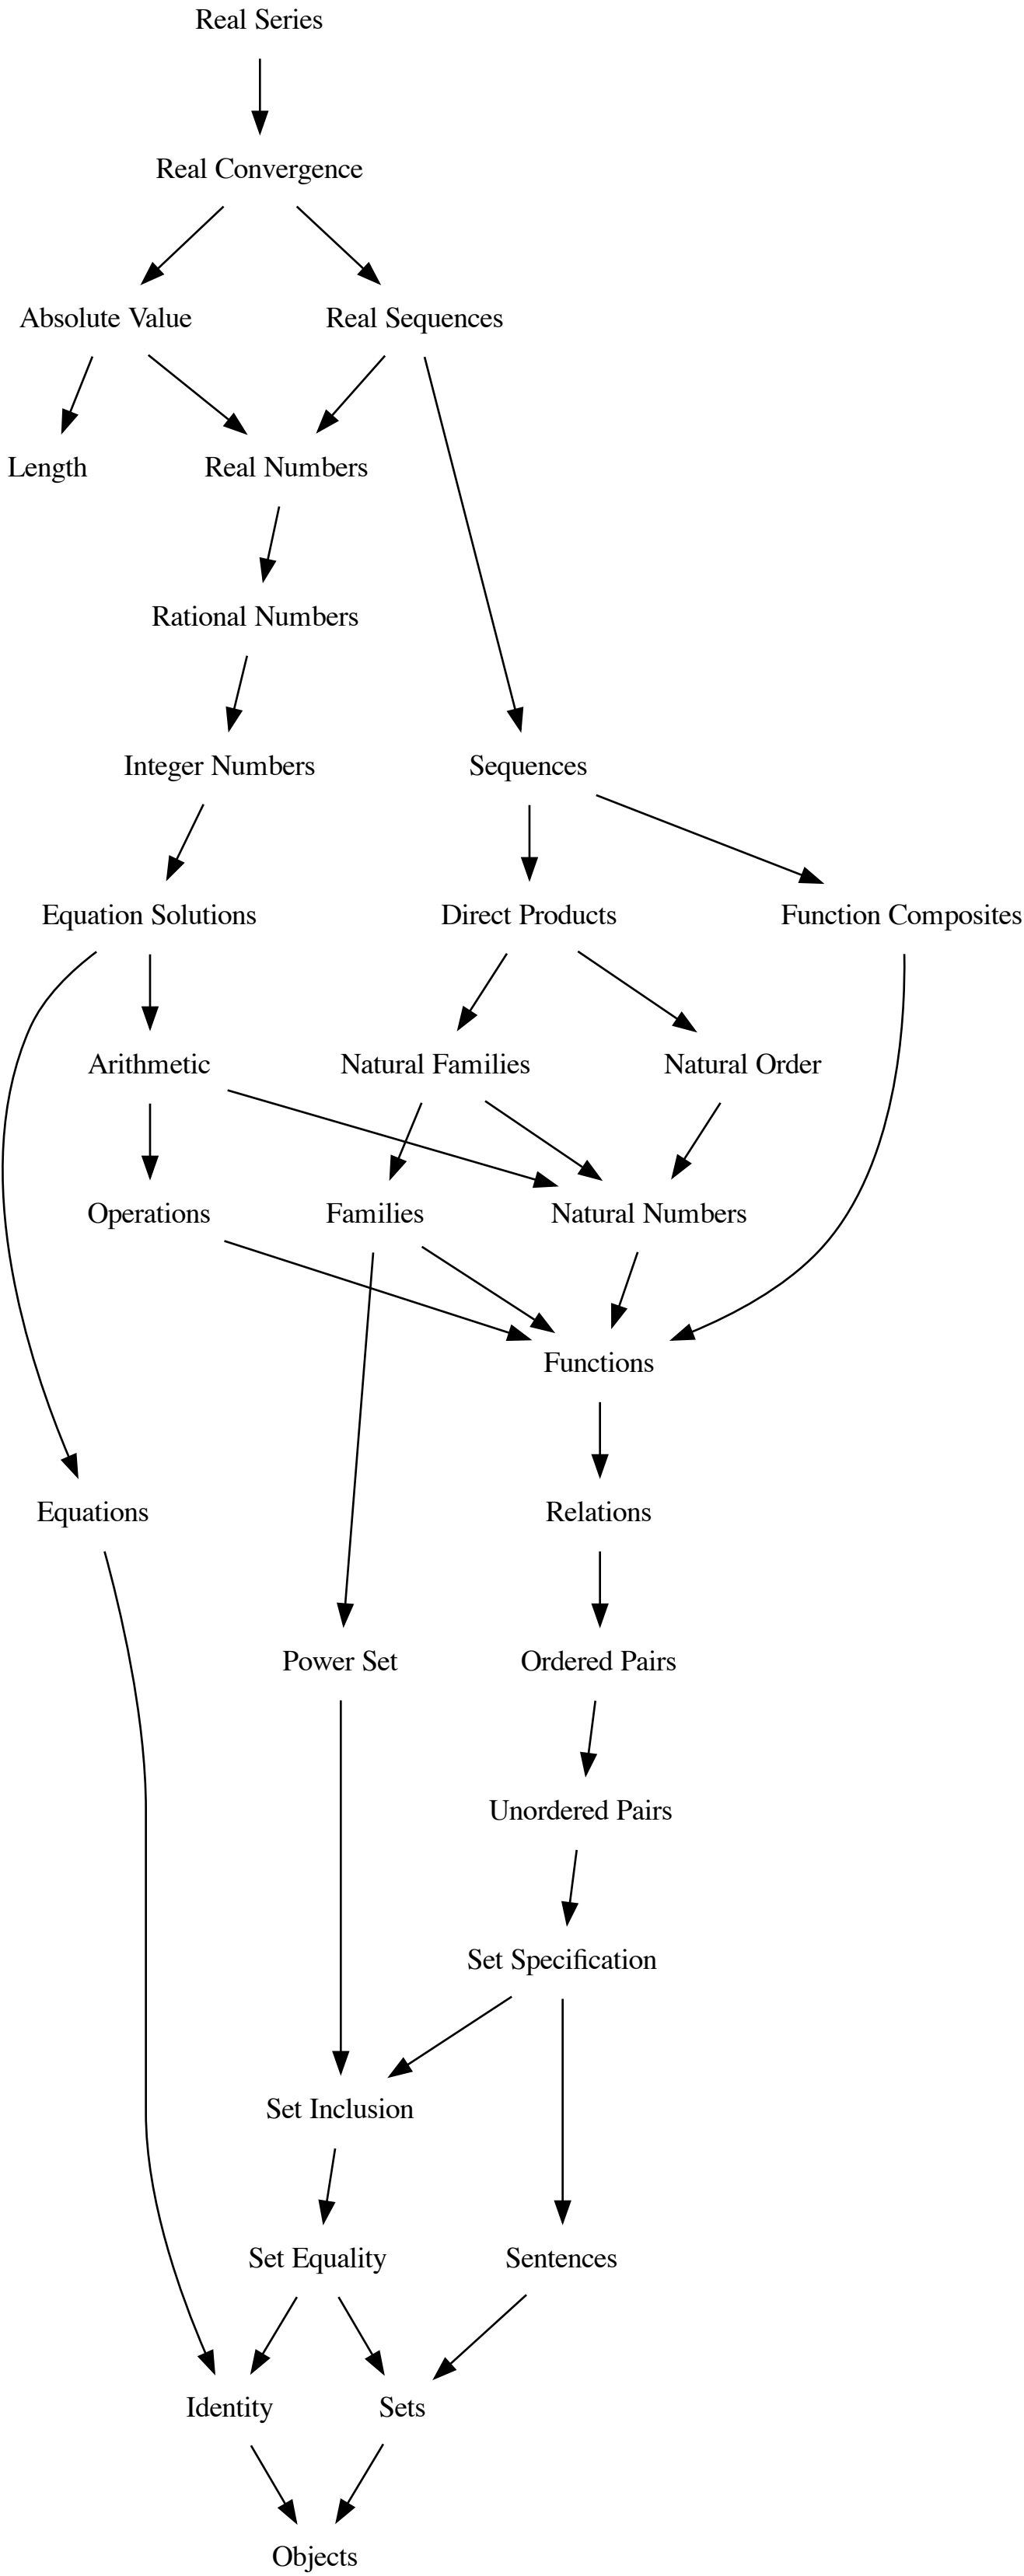 Real Series
Real Convergence
Absolute Value
Real Sequences
Length
Real Numbers
Rational Numbers
Integer Numbers
Sequences
Equation Solutions
Direct Products
Function Composites
Arithmetic
Natural Families
Natural Order
Operations
Families
Natural Numbers
Functions
Equations
Relations
Power Set
Ordered Pairs
Unordered Pairs
Set Specification
Set Inclusion
Set Equality
Sentences
Identity
Sets
Objects